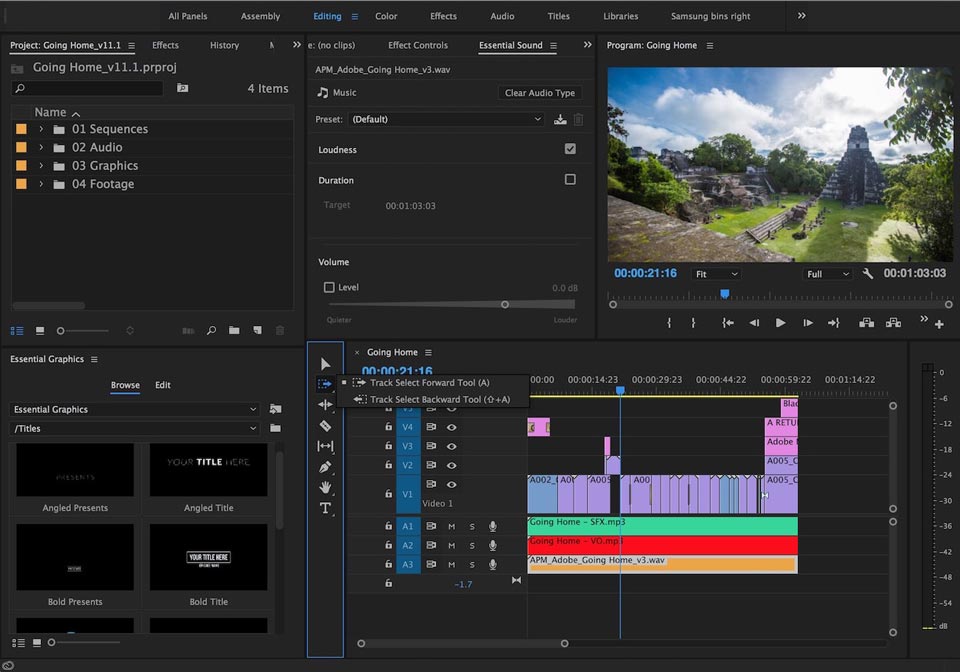 All Panels Assembly Editing Color Effects Audio Titles Libraries Samsung bins right
Project: Going Home_v11.1 Effects History
Going Home_v11.1.prproj
4 Items
Name
01 Sequences
02 Audio
03 Graphics
04 Footage
e: (no clips) Effect Controls Essential Sound
APM_Adobe_Going Home_v3.wav
Music Clear Audio Type
Preset: (Default)
Loudness
Duration
Target 00:01:03:03
Volume
Level 0.0 dB
Quieter Louder
Program: Going Home
00:00:21:16 Fit Full 00:01:03:03
Essential Graphics
Browse Edit
Essential Graphics
/Titles
PRESENTS
YOUR TITLE HERE
Angled Presents Angled Title
YOUR TITLE HERE
Bold Presents Bold Title
Going Home
00:00:21:16
Track Select Forward Tool (A)
Track Select Backward Tool (⇧+A)
00:00 00:00:14:23 00:00:29:23 00:00:44:22 00:00:59:22 00:01:14:22
V3 Blac
V4 A RETU
V3 Adobe
V2 A005_C
V1 A002_ A0 A005 A00 A005_C
Video 1
A1 M S Going Home - SFX.mp3
A2 M S Going Home - VO.mp3
A3 M S APM_Adobe_Going Home_v3.wav
-1.7
0
-6
-12
-18
-24
-30
-36
-42
-48
-54
dB